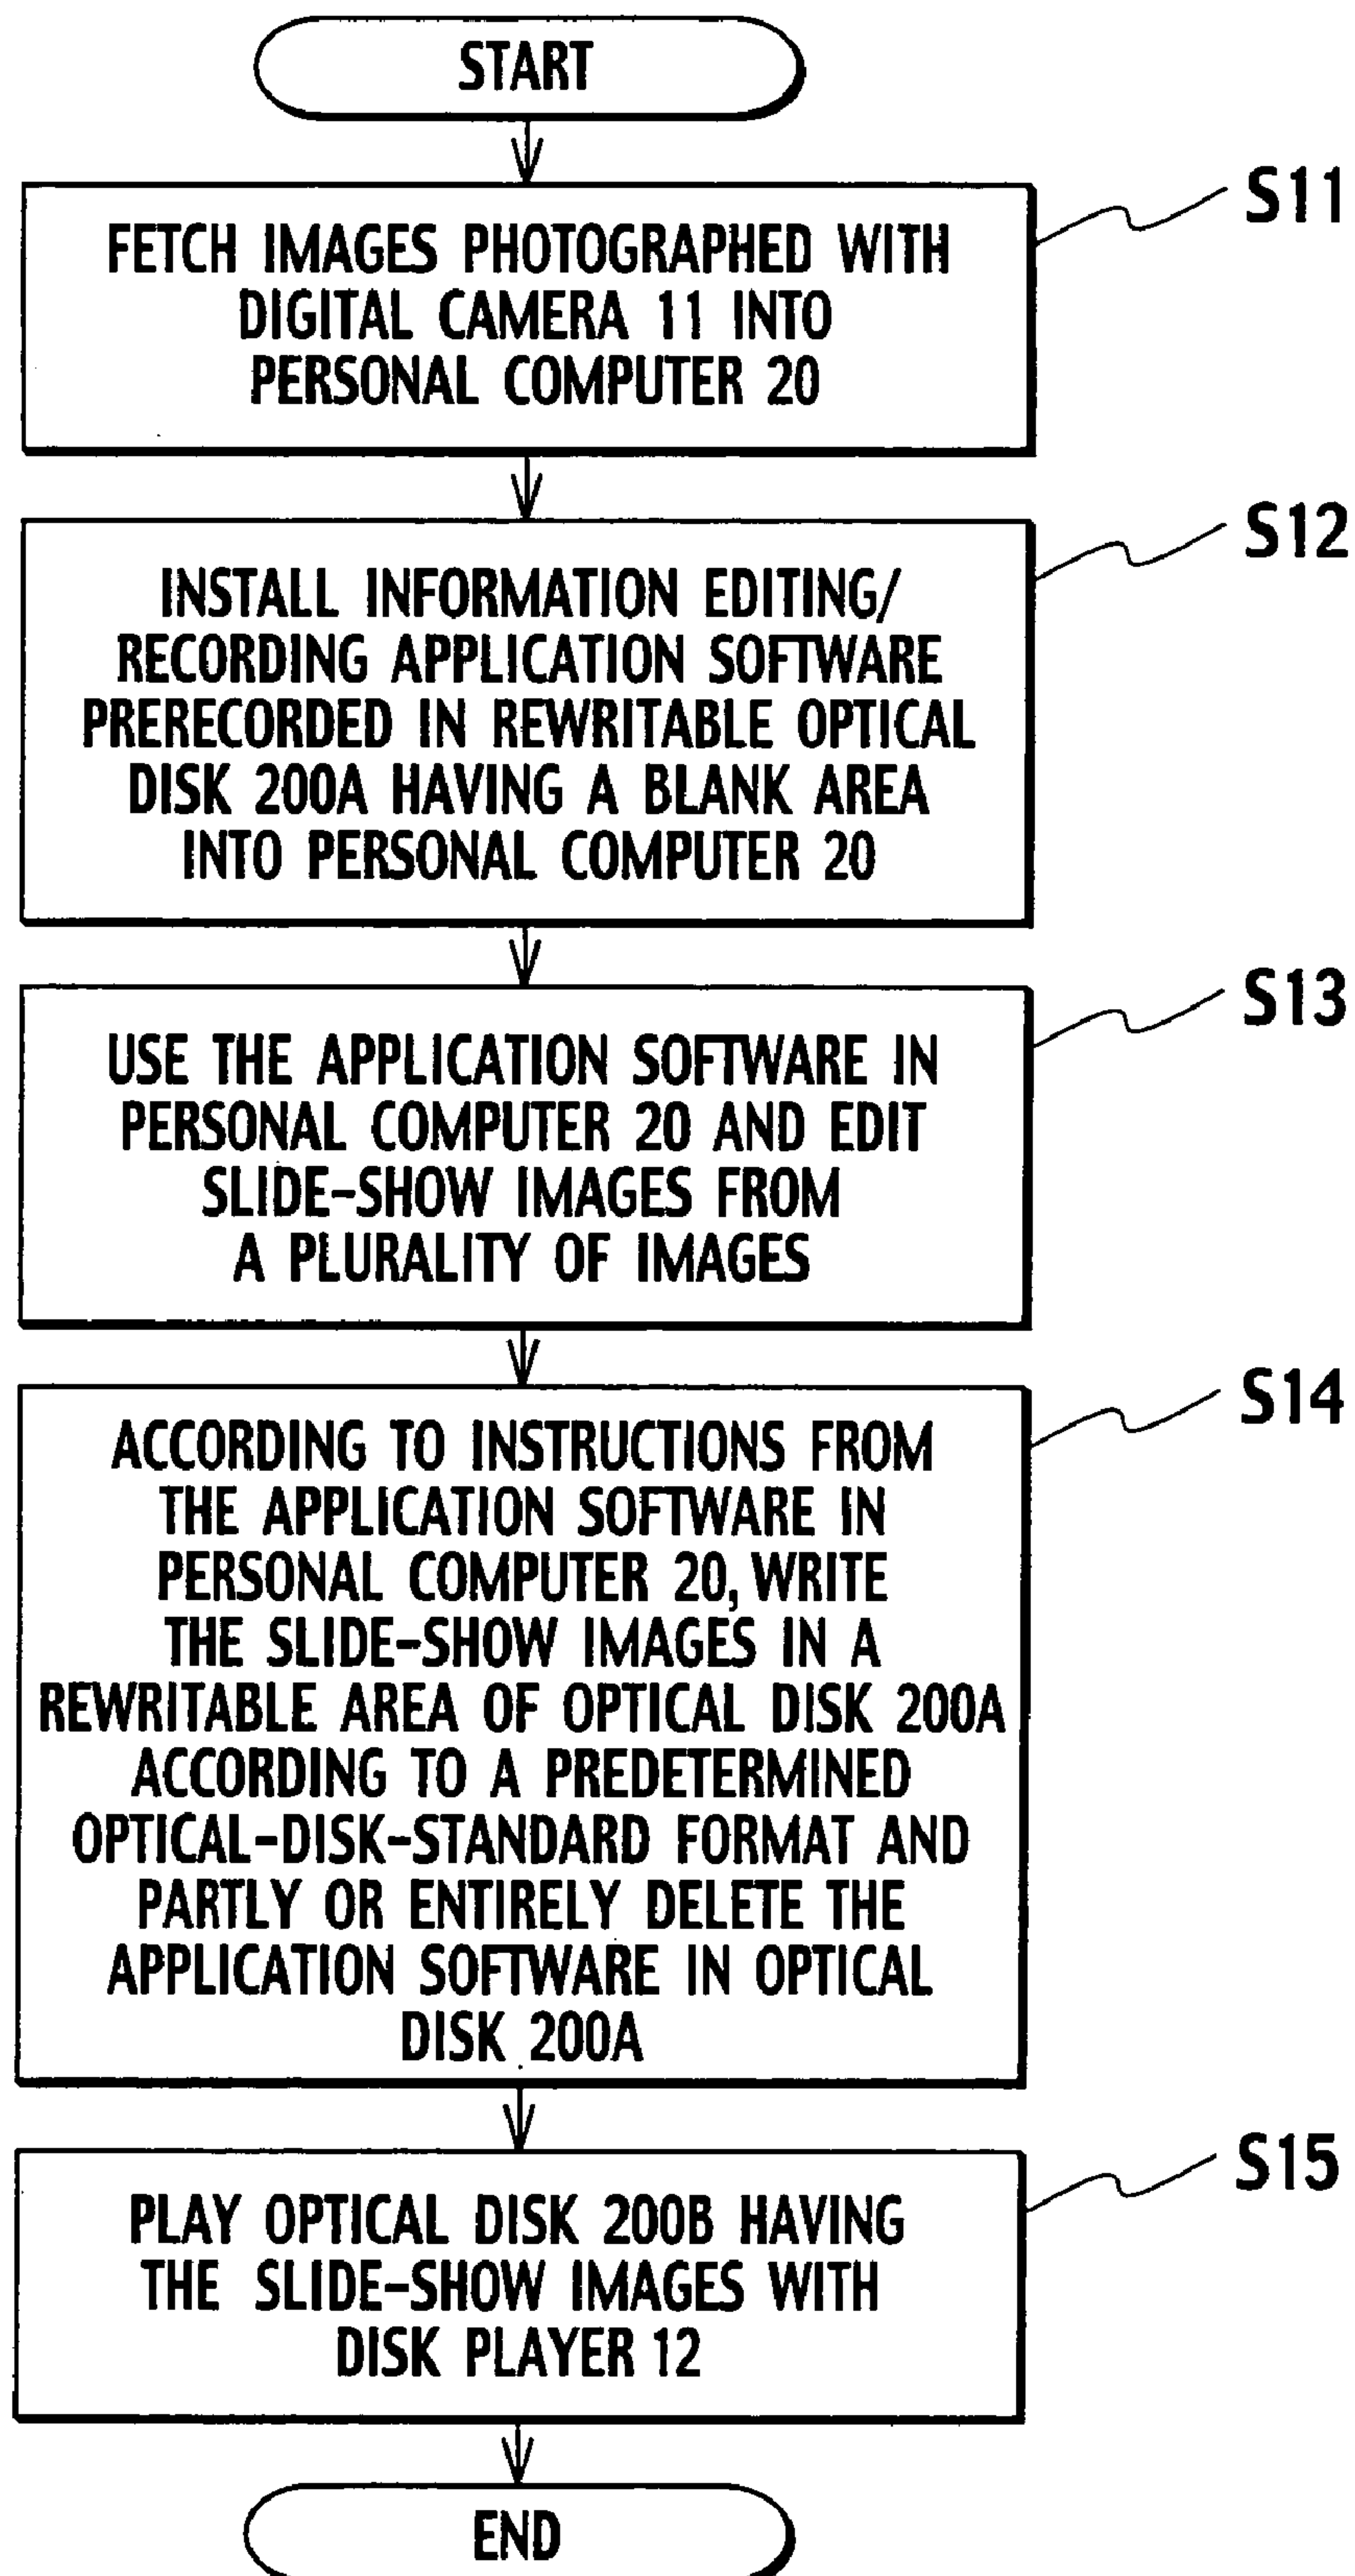 START
S11
FETCH IMAGES PHOTOGRAPHED WITH
DIGITAL CAMERA 11 INTO
PERSONAL COMPUTER 20
S12
INSTALL INFORMATION EDITING/
RECORDING APPLICATION SOFTWARE
PRERECORDED IN REWRITABLE OPTICAL
DISK 200A HAVING A BLANK AREA
INTO PERSONAL COMPUTER 20
S13
USE THE APPLICATION SOFTWARE IN
PERSONAL COMPUTER 20 AND EDIT
SLIDE-SHOW IMAGES FROM
A PLURALITY OF IMAGES
S14
ACCORDING TO INSTRUCTIONS FROM
THE APPLICATION SOFTWARE IN
PERSONAL COMPUTER 20, WRITE
THE SLIDE-SHOW IMAGES IN A
REWRITABLE AREA OF OPTICAL DISK 200A
ACCORDING TO A PREDETERMINED
OPTICAL-DISK-STANDARD FORMAT AND
PARTLY OR ENTIRELY DELETE THE
APPLICATION SOFTWARE IN OPTICAL
DISK 200A
S15
PLAY OPTICAL DISK 200B HAVING
THE SLIDE-SHOW IMAGES WITH
DISK PLAYER 12
END